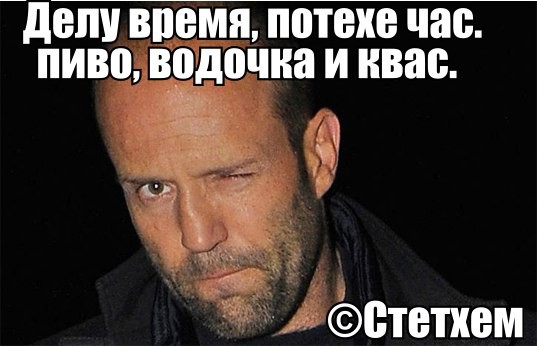 Делу время, потехе час.
пиво, водочка и квас.
©Стетхем